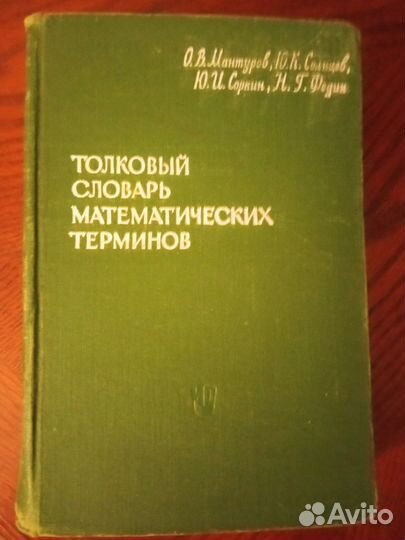 О. В. Мантуров, Ю. К. Солнцев,
Ю. И. Соркин, Н. Г. Федин
ТОЛКОВЫЙ
СЛОВАРЬ
МАТЕМАТИЧЕСКИХ
ТЕРМИНОВ
Avito